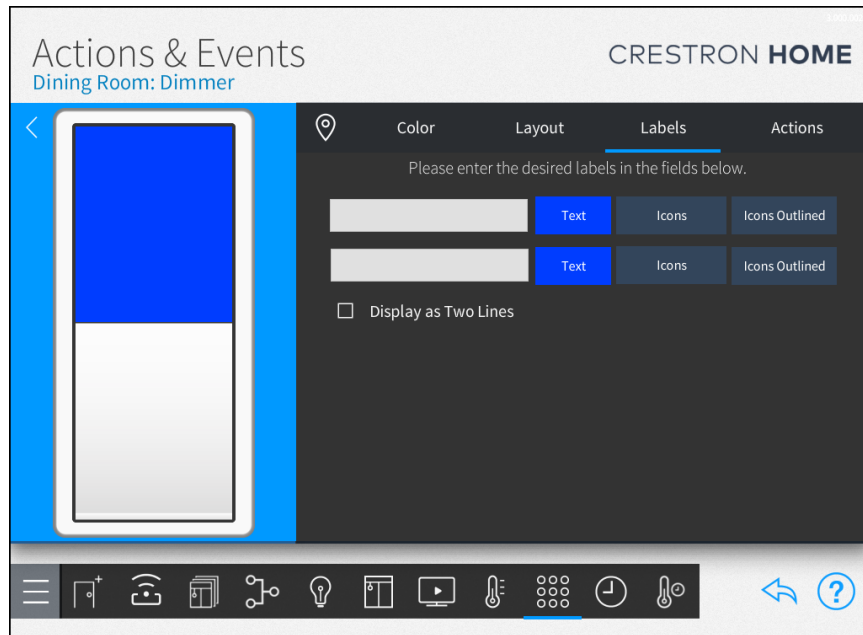 Actions & Events
CRESTRON HOME
Dining Room: Dimmer
Color Layout Labels Actions
Please enter the desired labels in the fields below.
Text Icons Icons Outlined
Text Icons Icons Outlined
Display as Two Lines
?